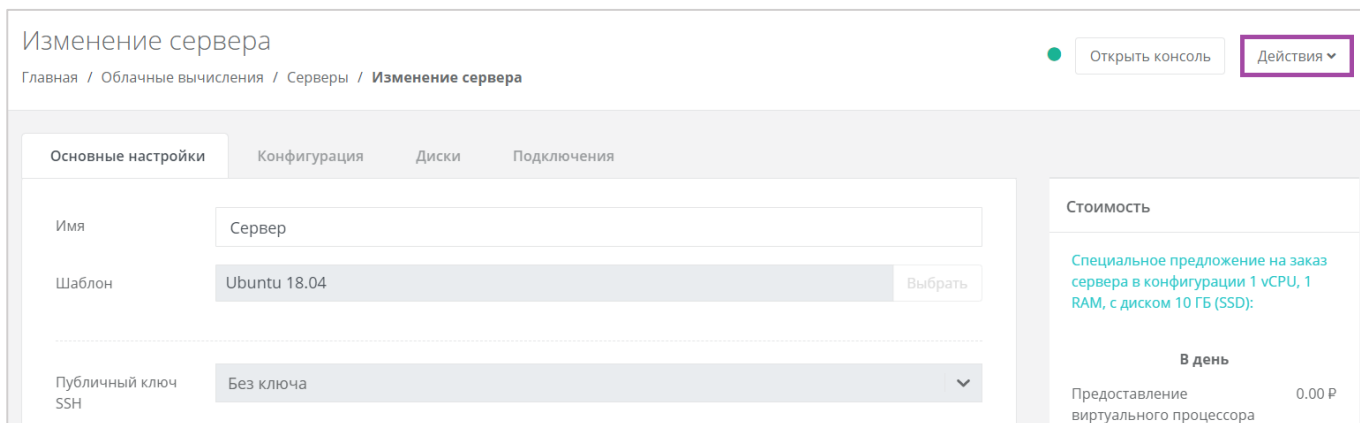 Изменение сервера
Главная / Облачные вычисления / Серверы / Изменение сервера
Открыть консоль
Действия
Основные настройки
Конфигурация
Диски
Подключения
Имя
Сервер
Шаблон
Ubuntu 18.04
Выбрать
Публичный ключ
SSH
Без ключа
Стоимость
Специальное предложение на заказ
сервера в конфигурации 1 vCPU, 1
RAM, с диском 10 ГБ (SSD):
В день
Предоставление 0.00 ₽
виртуального процессора